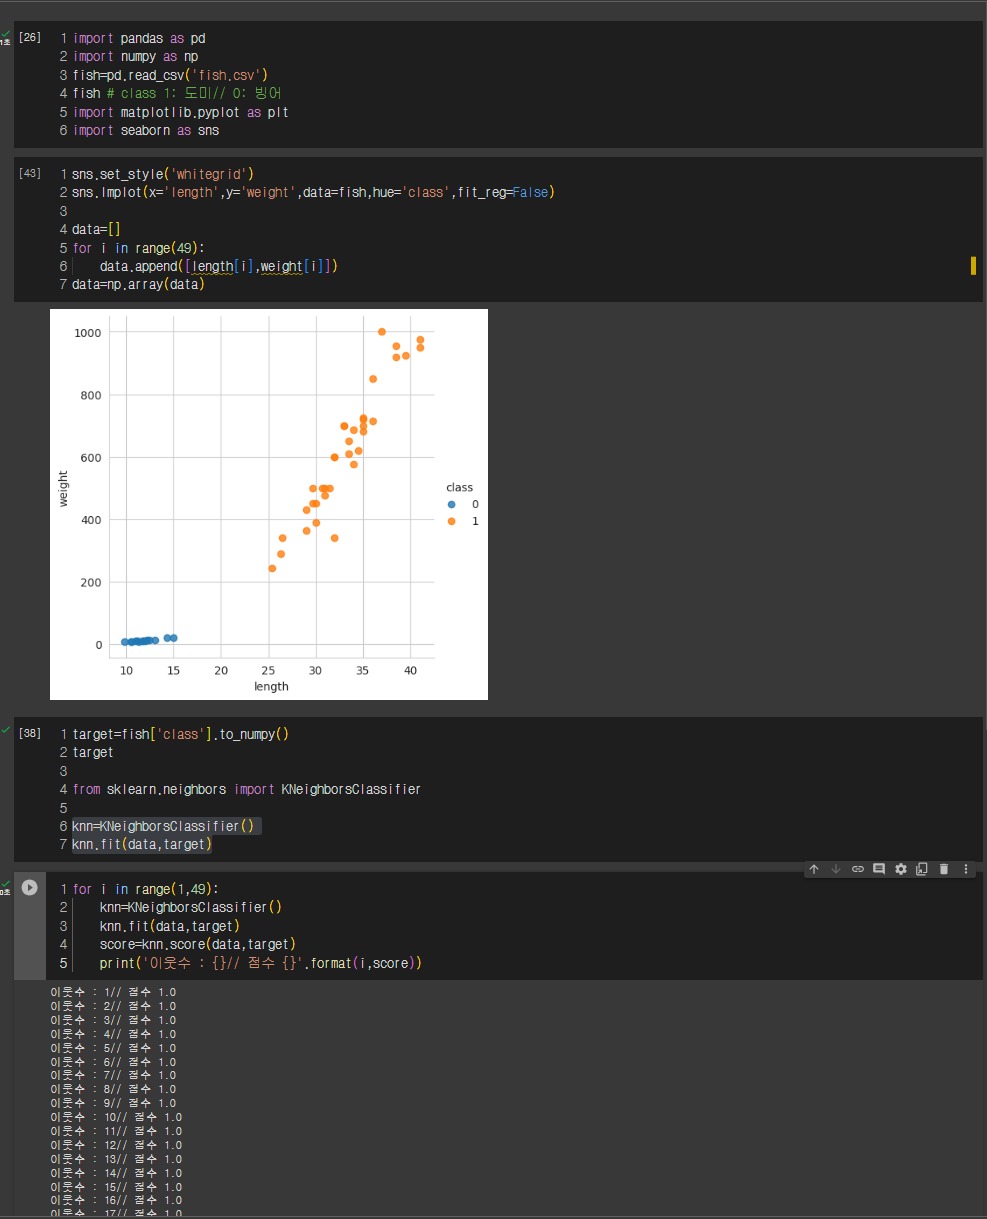 [26]
1 import pandas as pd
2 import numpy as np
3 fish=pd.read_csv('fish.csv')
4 fish # class 1: 도미// 0: 빙어
5 import matplotlib.pyplot as plt
6 import seaborn as sns
[43]
1 sns.set_style('whitegrid')
2 sns.lmplot(x='length',y='weight',data=fish,hue='class',fit_reg=False)
3
4 data=[]
5 for i in range(49):
6     data.append([length[i],weight[i]])
7 data=np.array(data)
1000
800
600
400
200
0
weight
10 15 20 25 30 35 40
length
class
0
1
[38]
1 target=fish['class'].to_numpy()
2 target
3
4 from sklearn.neighbors import KNeighborsClassifier
5
6 knn=KNeighborsClassifier()
7 knn.fit(data,target)
1 for i in range(1,49):
2     knn=KNeighborsClassifier()
3     knn.fit(data,target)
4     score=knn.score(data,target)
5     print('이웃수 : {}// 점수 {}'.format(i,score))
이웃수 : 1// 점수 1.0
이웃수 : 2// 점수 1.0
이웃수 : 3// 점수 1.0
이웃수 : 4// 점수 1.0
이웃수 : 5// 점수 1.0
이웃수 : 6// 점수 1.0
이웃수 : 7// 점수 1.0
이웃수 : 8// 점수 1.0
이웃수 : 9// 점수 1.0
이웃수 : 10// 점수 1.0
이웃수 : 11// 점수 1.0
이웃수 : 12// 점수 1.0
이웃수 : 13// 점수 1.0
이웃수 : 14// 점수 1.0
이웃수 : 15// 점수 1.0
이웃수 : 16// 점수 1.0
이웃수 : 17// 점수 1.0